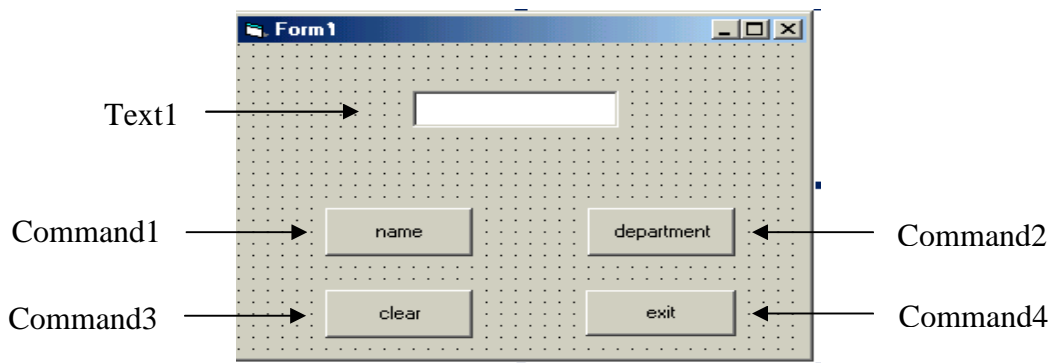 Form1
Text1
name
department
Command1
Command2
clear
exit
Command3
Command4